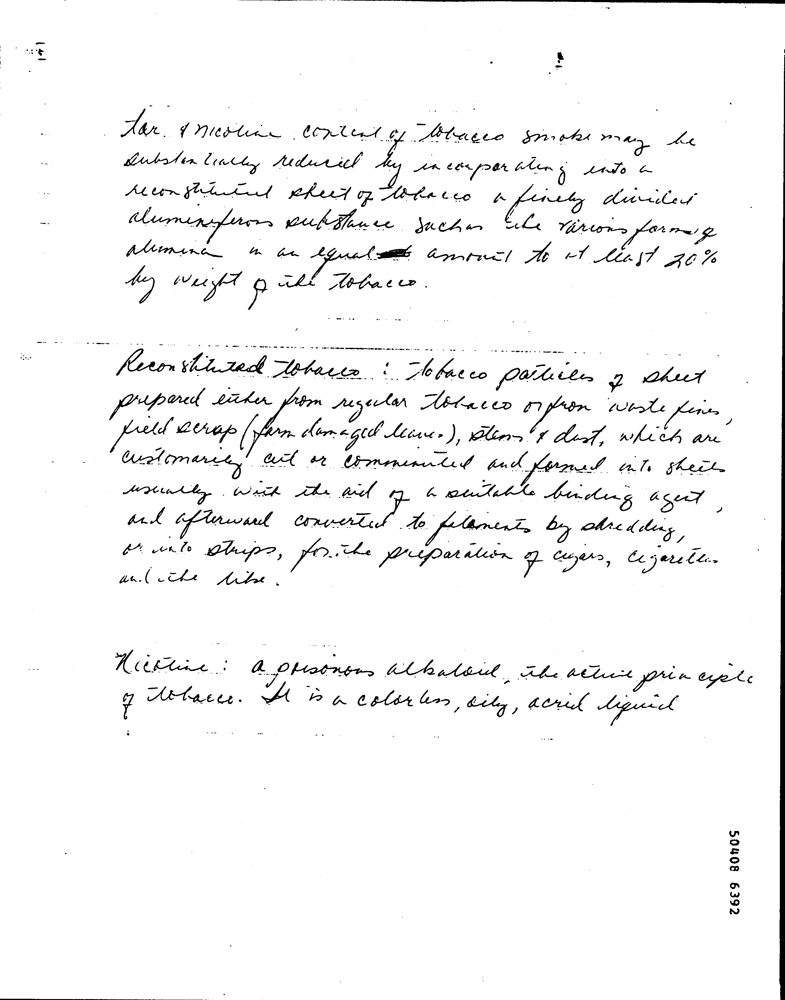 tar & nicotine content of tobacco smoke may be
substantially reduced by incorporating into a
reconstituted sheet of tobacco a finely divided
alumineferous substance such as the various forms of
alumina in an equal amount to at least 20%
by weight of the tobacco.
Reconstituted tobacco : tobacco particles of sheet
prepared either from regular tobacco or from waste fines,
field scrap (farm damaged leaves), stems & dust, which are
customarily cut or comminuted and formed into sheets
usually with the aid of a suitable binding agent,
and afterward converted to filaments by shredding,
or into strips, for the preparation of cigars, cigarettes
and the like.
Nicotine : a poisonous alkaloid, the active principle
of tobacco. It is a colorless, oily, acrid liquid
50408 6392